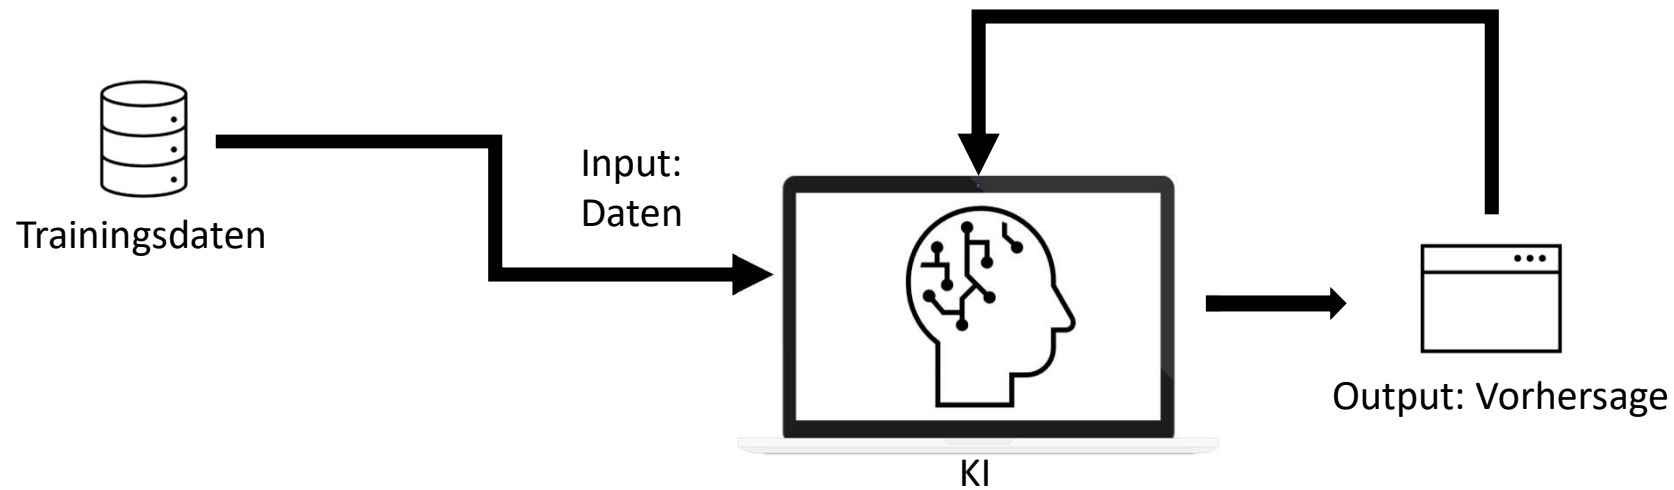 Trainingsdaten
Input:
Daten
KI
Output: Vorhersage